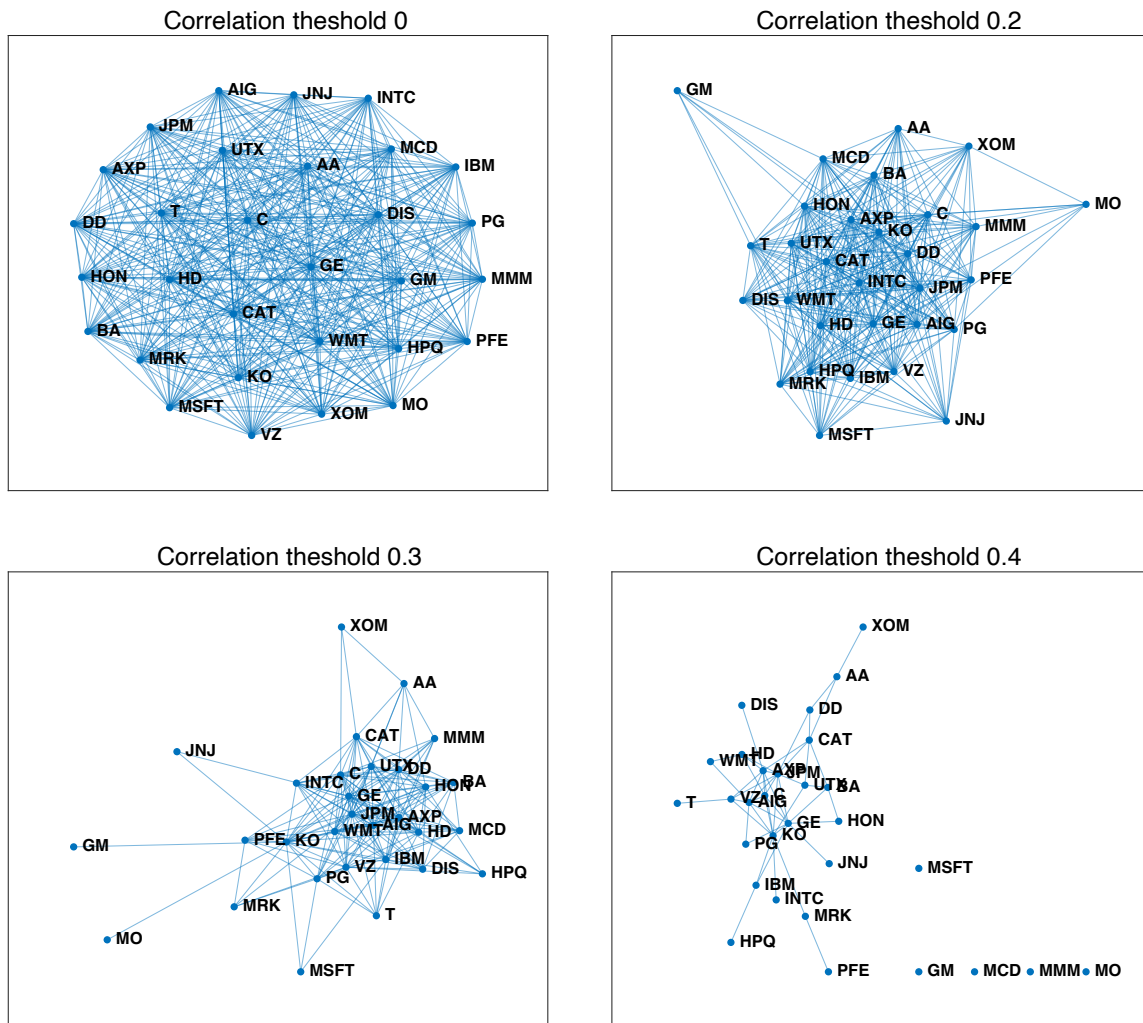 Correlation theshold 0
AIG
JNJ
INTC
JPM
UTX
AA
MCD
AXP
IBM
T
C
DIS
DD
PG
HON
HD
GE
GM
MMM
CAT
BA
WMT
MRK
HPQ
PFE
KO
MSFT
XOM
MO
VZ
Correlation theshold 0.2
GM
AA
MCD
XOM
BA
HON
C
MO
AXP
KO
MMM
T
UTX
CAT
DD
INTC
JPM
PFE
DIS
WMT
HD
GE
AIG
PG
HPQ
IBM
VZ
MRK
MSFT
JNJ
Correlation theshold 0.3
XOM
AA
CAT
MMM
JNJ
UTX
DD
C
INTC
BA
HON
GE
JPM
AXP
AIG
WMT
HD
MCD
PFE
KO
GM
IBM
VZ
DIS
HPQ
PG
MRK
T
MO
MSFT
Correlation theshold 0.4
XOM
AA
DIS
DD
CAT
HD
WMT
AXP
JPM
UTX
BA
T
VZ
C
AIG
GE
HON
KO
PG
JNJ
MSFT
IBM
INTC
MRK
HPQ
PFE
GM
MCD
MMM
MO